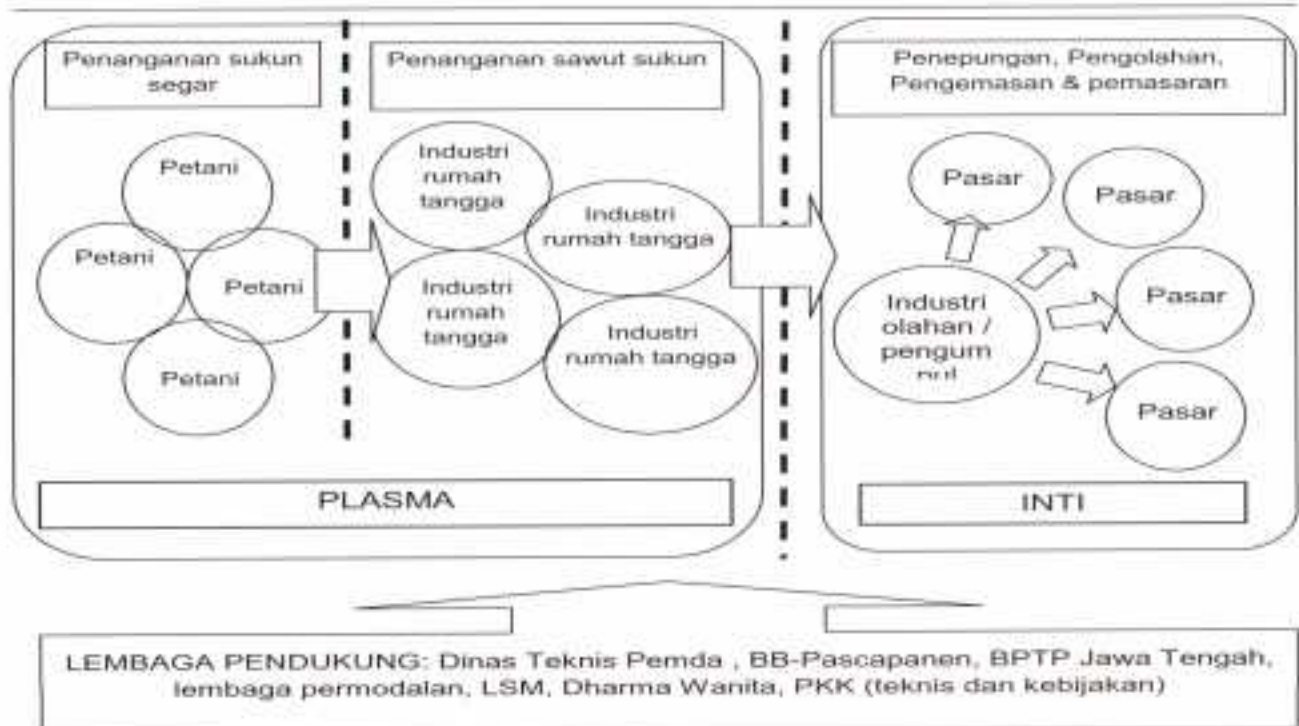 Penanganan sukun
segar
Penanganan sawut sukun
Penepungan, Pengolahan,
Pengemasan & pemasaran
Petani
Petani
Petani
Petani
Industri
rumah
tangga
Industri
rumah tangga
Industri
rumah
tangga
Industri
rumah tangga
Pasar
Pasar
Pasar
Pasar
Industri
olahan /
pengum
pul
PLASMA
INTI
LEMBAGA PENDUKUNG: Dinas Teknis Pemda , BB-Pascapanen, BPTP Jawa Tengah,
lembaga permodalan, LSM, Dharma Wanita, PKK (teknis dan kebijakan)